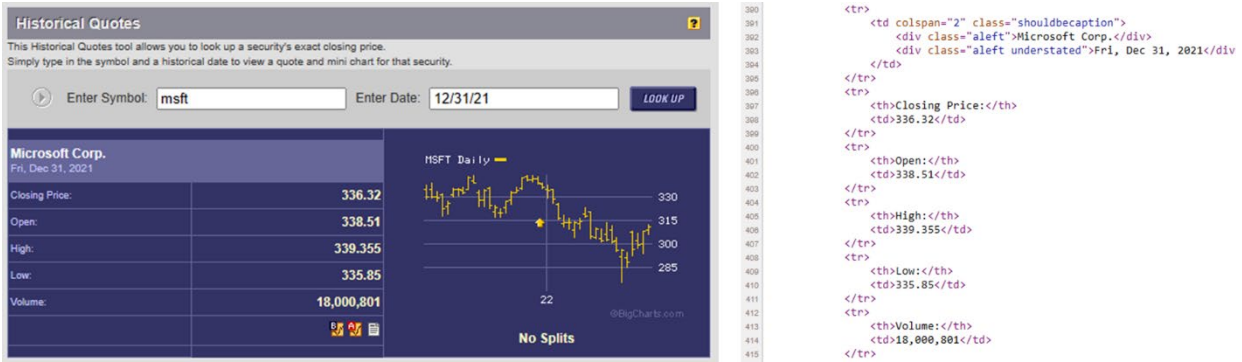 Historical Quotes
?
This Historical Quotes tool allows you to look up a security's exact closing price.
Simply type in the symbol and a historical date to view a quote and mini chart for that security.
Enter Symbol: msft Enter Date: 12/31/21 LOOK UP
Microsoft Corp.
Fri, Dec 31, 2021
Closing Price: 336.32
Open: 338.51
High: 339.355
Low: 335.85
Volume: 18,000,801
MSFT Daily
330
315
300
285
22
©BigCharts.com
No Splits
390 <tr>
391 <td colspan="2" class="shouldbecaption">
392 <div class="aleft">Microsoft Corp.</div>
393 <div class="aleft understated">Fri, Dec 31, 2021</div
394 </td>
395 </tr>
396 <tr>
397 <th>Closing Price:</th>
398 <td>336.32</td>
399 </tr>
400 <tr>
401 <th>Open:</th>
402 <td>338.51</td>
403 </tr>
404 <tr>
405 <th>High:</th>
406 <td>339.355</td>
407 </tr>
408 <tr>
409 <th>Low:</th>
410 <td>335.85</td>
411 </tr>
412 <tr>
413 <th>Volume:</th>
414 <td>18,000,801</td>
415 </tr>